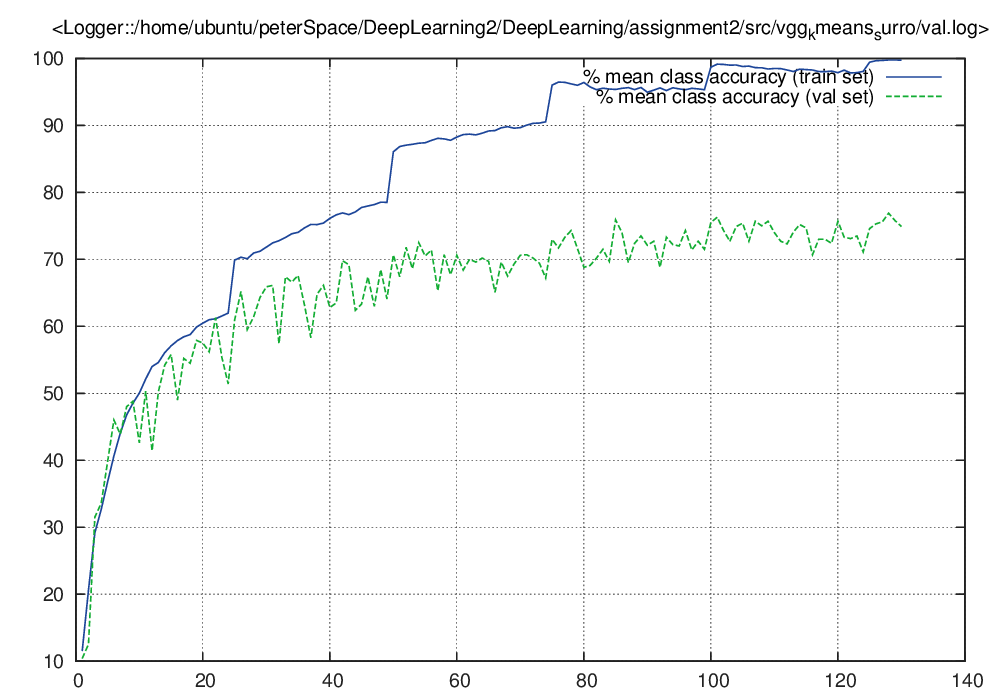 <Logger::/home/ubuntu/peterSpace/DeepLearning2/DeepLearning/assignment2/src/vggkmeanssurro/val.log>
100
% mean class accuracy (train set)
% mean class accuracy (val set)
90
80
70
60
50
40
30
20
10
0 20 40 60 80 100 120 140